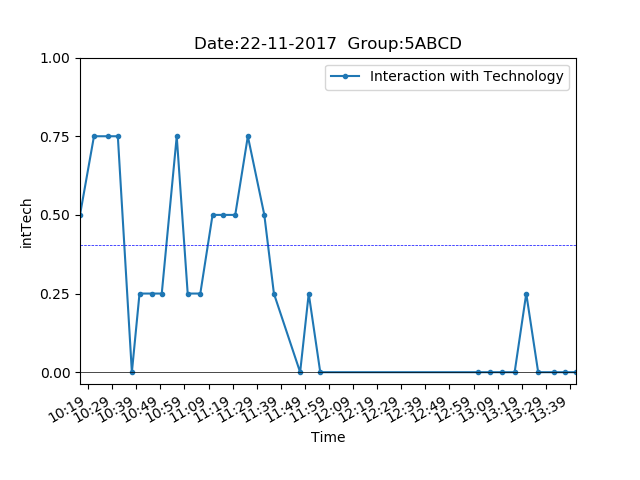 Date:22-11-2017  Group:5ABCD
Interaction with Technology
1.00
0.75
0.50
0.25
0.00
intTech
10:19 10:29 10:39 10:49 10:59 11:09 11:19 11:29 11:39 11:49 11:59 12:09 12:19 12:29 12:39 12:49 12:59 13:09 13:19 13:29 13:39
Time